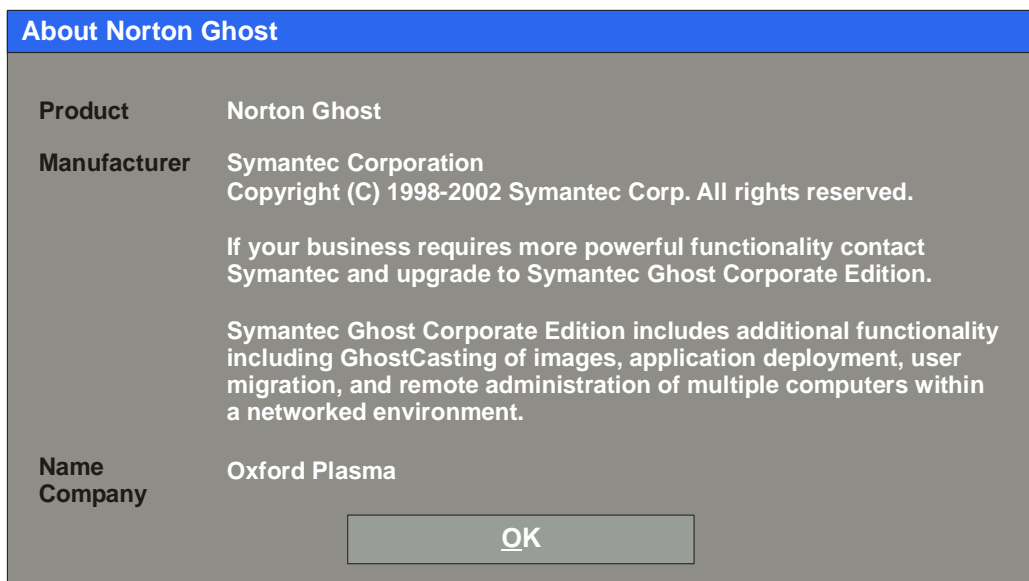 About Norton Ghost
Product Norton Ghost
Manufacturer Symantec Corporation
Copyright (C) 1998-2002 Symantec Corp. All rights reserved.
If your business requires more powerful functionality contact
Symantec and upgrade to Symantec Ghost Corporate Edition.
Symantec Ghost Corporate Edition includes additional functionality
including GhostCasting of images, application deployment, user
migration, and remote administration of multiple computers within
a networked environment.
Name Oxford Plasma
Company
OK